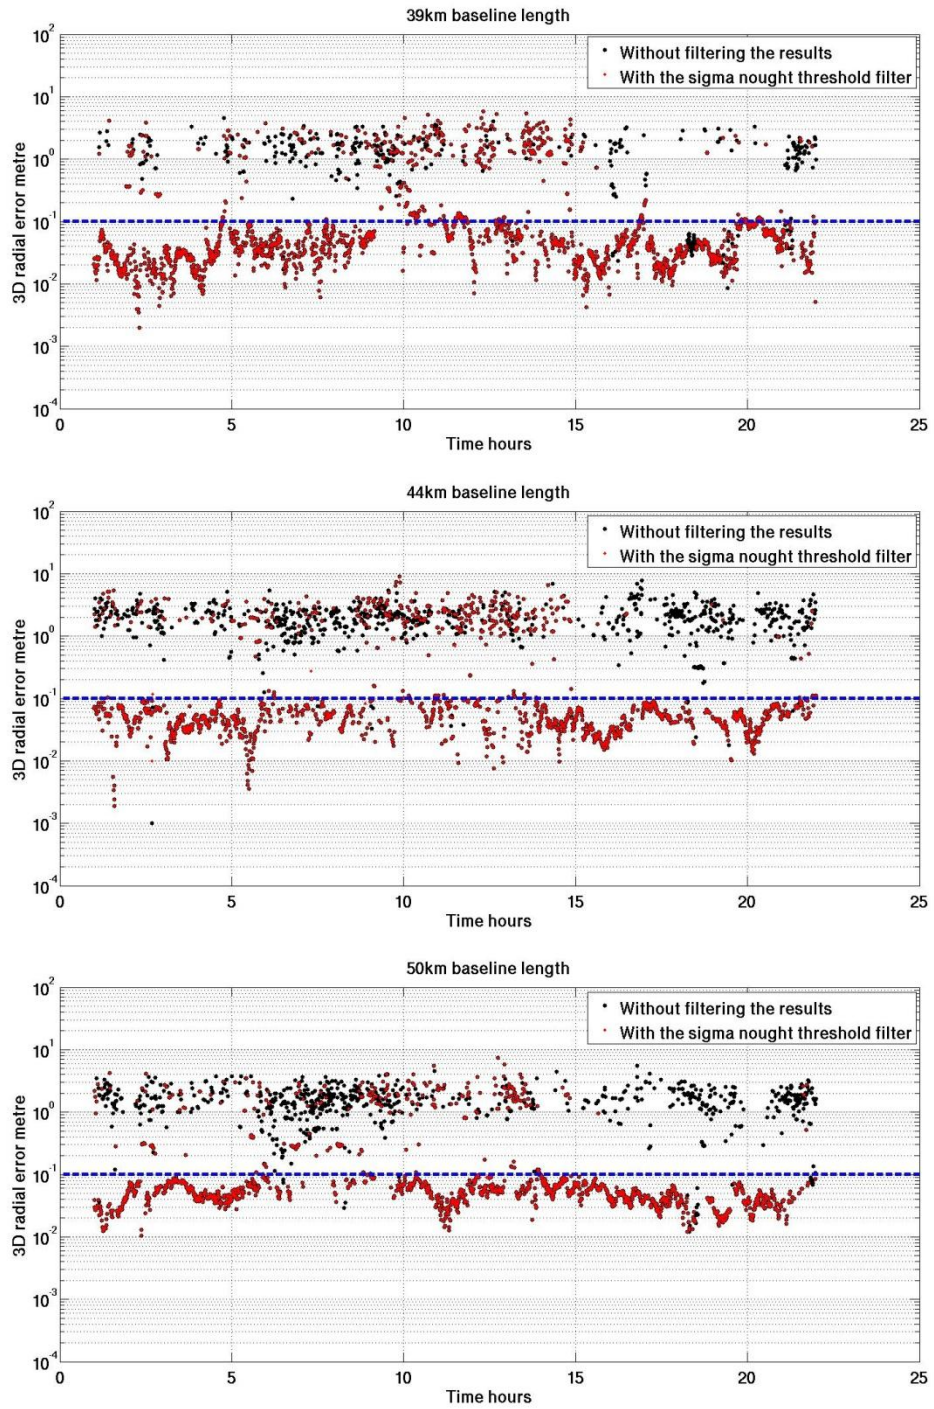 39km baseline length
10^2
10^1
10^0
10^-1
10^-2
10^-3
10^-4
3D radial error metre
Without filtering the results
With the sigma nought threshold filter
0 5 10 15 20 25
Time hours
44km baseline length
10^2
10^1
10^0
10^-1
10^-2
10^-3
10^-4
3D radial error metre
Without filtering the results
With the sigma nought threshold filter
0 5 10 15 20 25
Time hours
50km baseline length
10^2
10^1
10^0
10^-1
10^-2
10^-3
10^-4
3D radial error metre
Without filtering the results
With the sigma nought threshold filter
0 5 10 15 20 25
Time hours